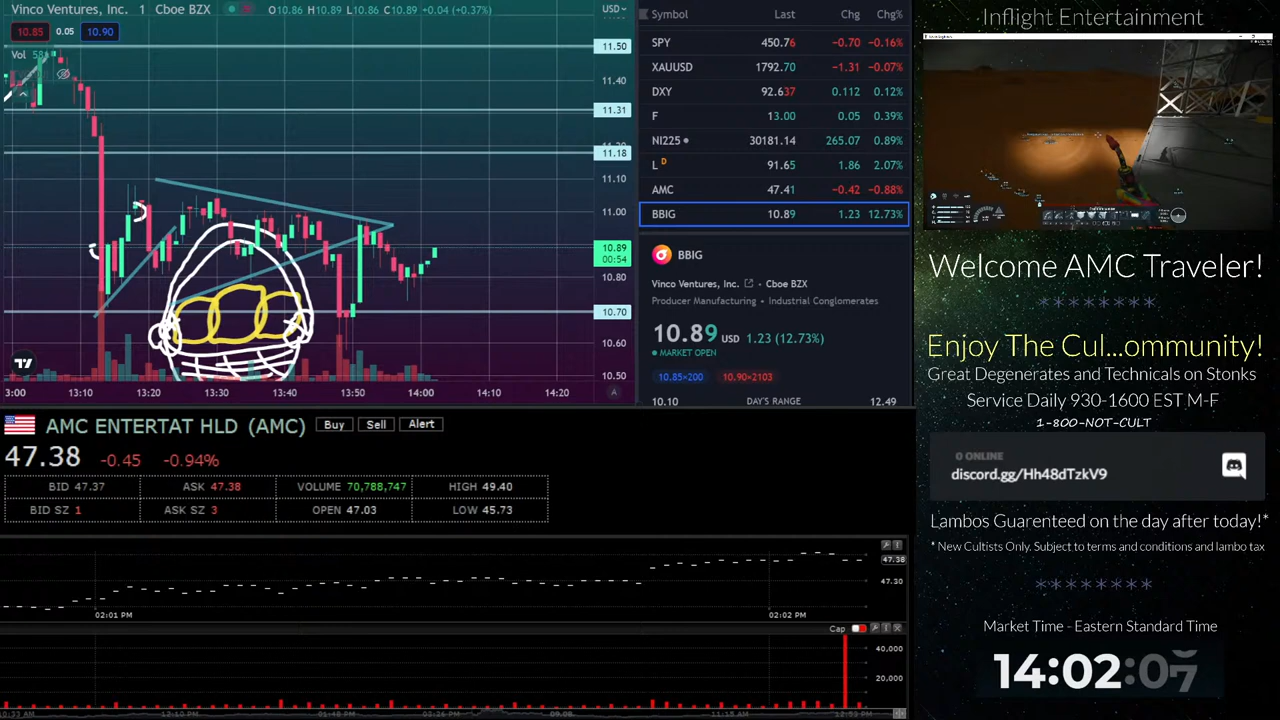 Vinco Ventures, Inc. 1 Cboe BZX O10.86 H10.89 L10.86 C10.89 +0.04 (+0.37%) USD
10.85 0.05 10.90
Vol
11.50
11.40
11.31
11.18
11.10
11.00
10.89
00:54
10.80
10.70
10.60
10.50
3:00 13:10 13:20 13:30 13:40 13:50 14:00 14:10 14:20 A
Symbol Last Chg Chg%
SPY 450.76 −0.70 −0.16%
XAUUSD 1792.70 −1.31 −0.07%
DXY 92.637 0.112 0.12%
F 13.00 0.05 0.39%
NI225 30181.14 265.07 0.89%
L D 91.65 1.86 2.07%
AMC 47.41 −0.42 −0.88%
BBIG 10.89 1.23 12.73%
BBIG
Vinco Ventures, Inc. • Cboe BZX
Producer Manufacturing • Industrial Conglomerates
10.89 USD 1.23 (12.73%)
MARKET OPEN
10.85×200 10.90×2103
10.10 DAY'S RANGE 12.49
AMC ENTERTAT HLD (AMC) Buy Sell Alert
47.38 -0.45 -0.94%
BID 47.37 ASK 47.38 VOLUME 70,788,747 HIGH 49.40
BID SZ 1 ASK SZ 3 OPEN 47.03 LOW 45.73
47.38
47.30
02:01 PM 02:02 PM
Cap
40,000
20,000
Inflight Entertainment
Welcome AMC Traveler!
********
Enjoy The Cul...ommunity!
Great Degenerates and Technicals on Stonks
Service Daily 930-1600 EST M-F
1-800-NOT-CULT
0 ONLINE
discord.gg/Hh48dTzkV9
Lambos Guarenteed on the day after today!*
* New Cultists Only. Subject to terms and conditions and lambo tax
********
Market Time - Eastern Standard Time
14:02:07